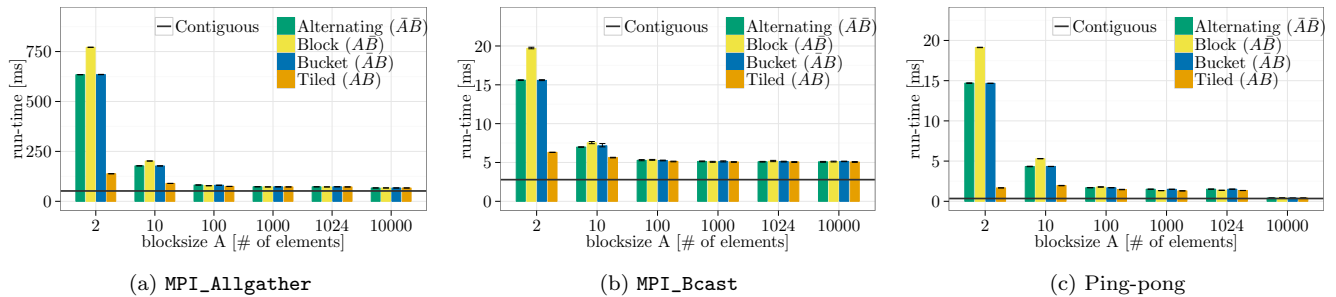 Contiguous
Alternating (ĀB̄)
Block (AB̄)
Bucket (ĀB)
Tiled (AB)
run-time [ms]
750
500
250
0
2 10 100 1000 1024 10000
blocksize A [# of elements]
(a) MPI_Allgather
Contiguous
Alternating (ĀB̄)
Block (AB̄)
Bucket (ĀB)
Tiled (AB)
run-time [ms]
20
15
10
5
0
2 10 100 1000 1024 10000
blocksize A [# of elements]
(b) MPI_Bcast
Contiguous
Alternating (ĀB̄)
Block (AB̄)
Bucket (ĀB)
Tiled (AB)
run-time [ms]
20
15
10
5
0
2 10 100 1000 1024 10000
blocksize A [# of elements]
(c) Ping-pong